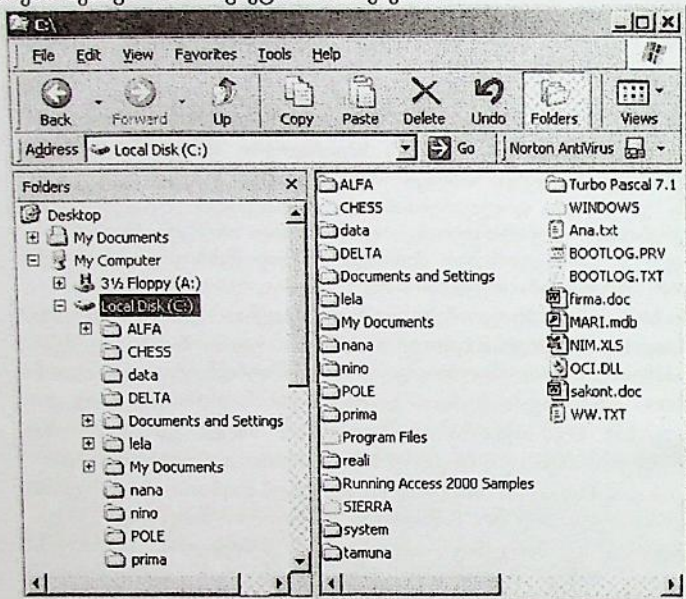 C:\
File Edit View Favorites Tools Help
Back Forward Up Copy Paste Delete Undo Folders Views
Address Local Disk (C:) Go Norton AntiVirus
Folders
Desktop
My Documents
My Computer
3½ Floppy (A:)
Local Disk (C:)
ALFA
CHESS
data
DELTA
Documents and Settings
lela
My Documents
nana
nino
POLE
prima
ALFA
CHESS
data
DELTA
Documents and Settings
lela
My Documents
nana
nino
POLE
prima
Program Files
reali
Running Access 2000 Samples
SIERRA
system
tamuna
Turbo Pascal 7.1
WINDOWS
Ana.txt
BOOTLOG.PRV
BOOTLOG.TXT
firma.doc
MARI.mdb
NIM.XLS
OCI.DLL
sakont.doc
WW.TXT